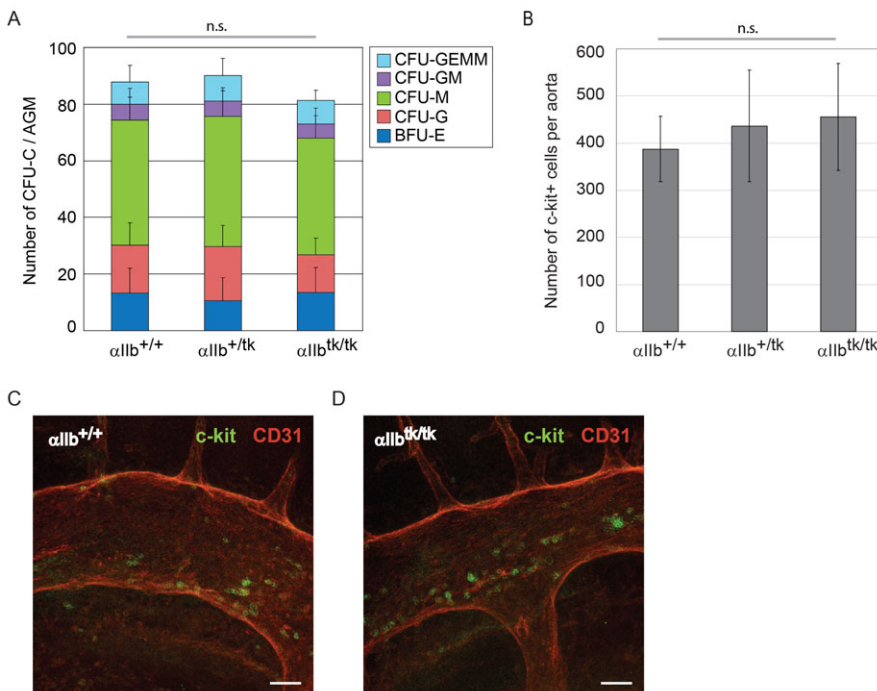 A
n.s.
Number of CFU-C / AGM
100
80
60
40
20
0
αIIb+/+
αIIb+/tk
αIIbtk/tk
CFU-GEMM
CFU-GM
CFU-M
CFU-G
BFU-E
B
n.s.
Number of c-kit+ cells per aorta
600
500
400
300
200
100
0
αIIb+/+
αIIb+/tk
αIIbtk/tk
C
αIIb+/+ c-kit CD31
D
αIIbtk/tk c-kit CD31